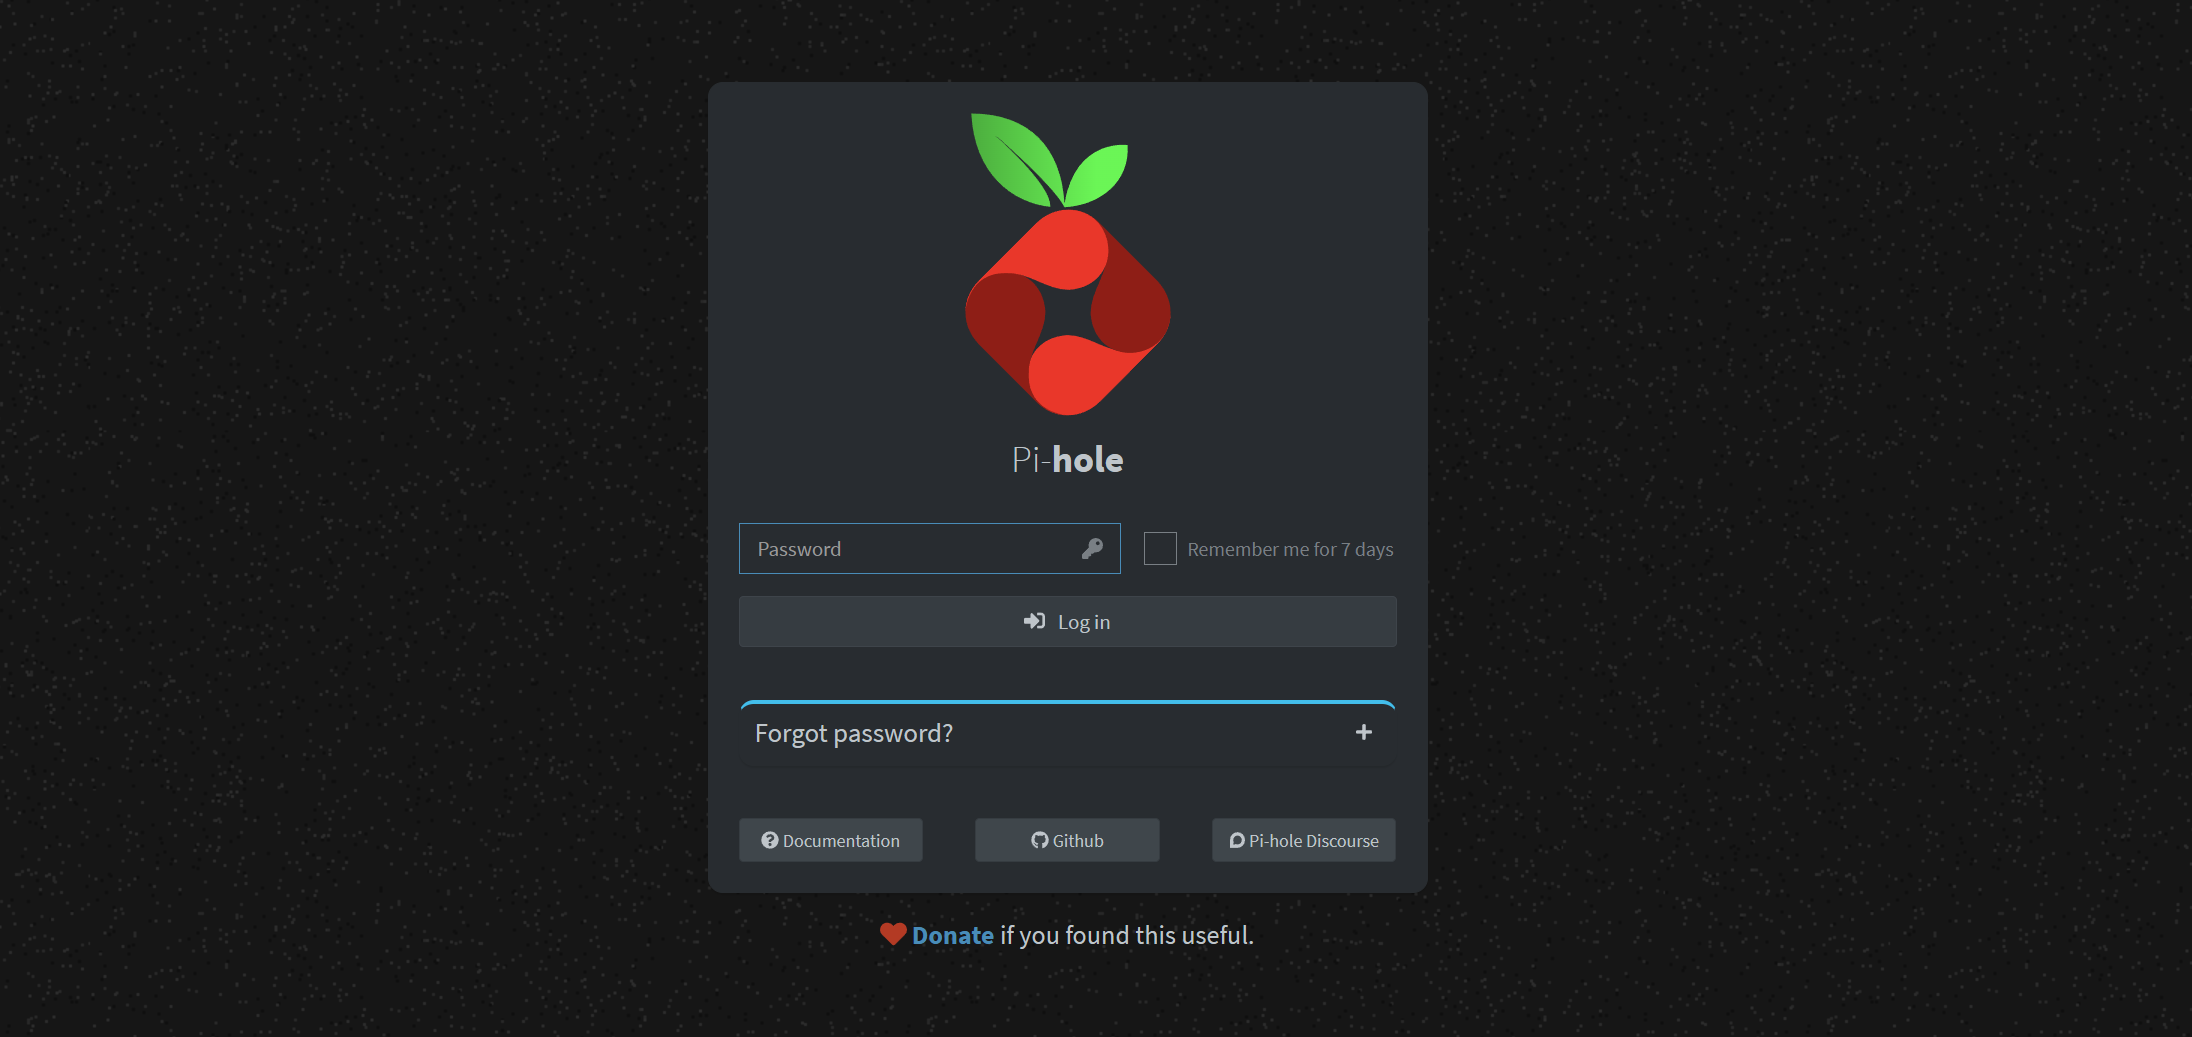 Pi-hole
Password
Remember me for 7 days
Log in
Forgot password?
Documentation
Github
Pi-hole Discourse
Donate if you found this useful.